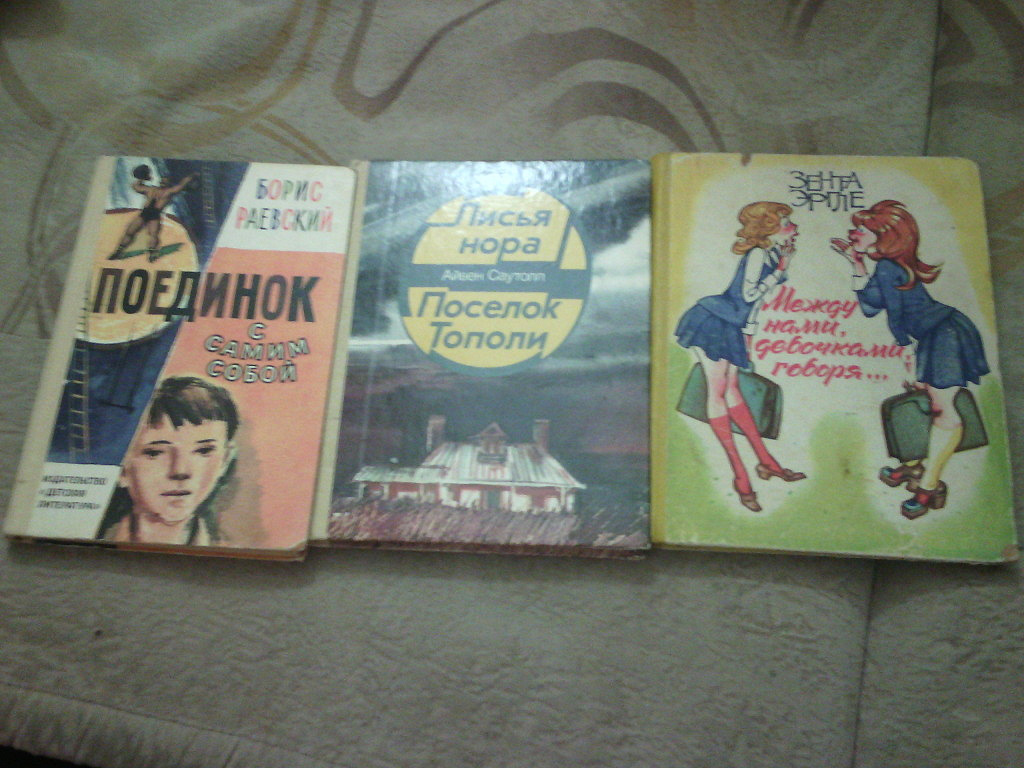 БОРИС
РАЕВСКИЙ
ПОЕДИНОК
С
САМИМ
СОБОЙ
ИЗДАТЕЛЬСТВО
«ДЕТСКАЯ
ЛИТЕРАТУРА»
Лисья
нора
Айвен Саутолл
Поселок
Тополи
ЗЕНТА
ЭРГЛЕ
Между
нами,
девочками,
говоря...